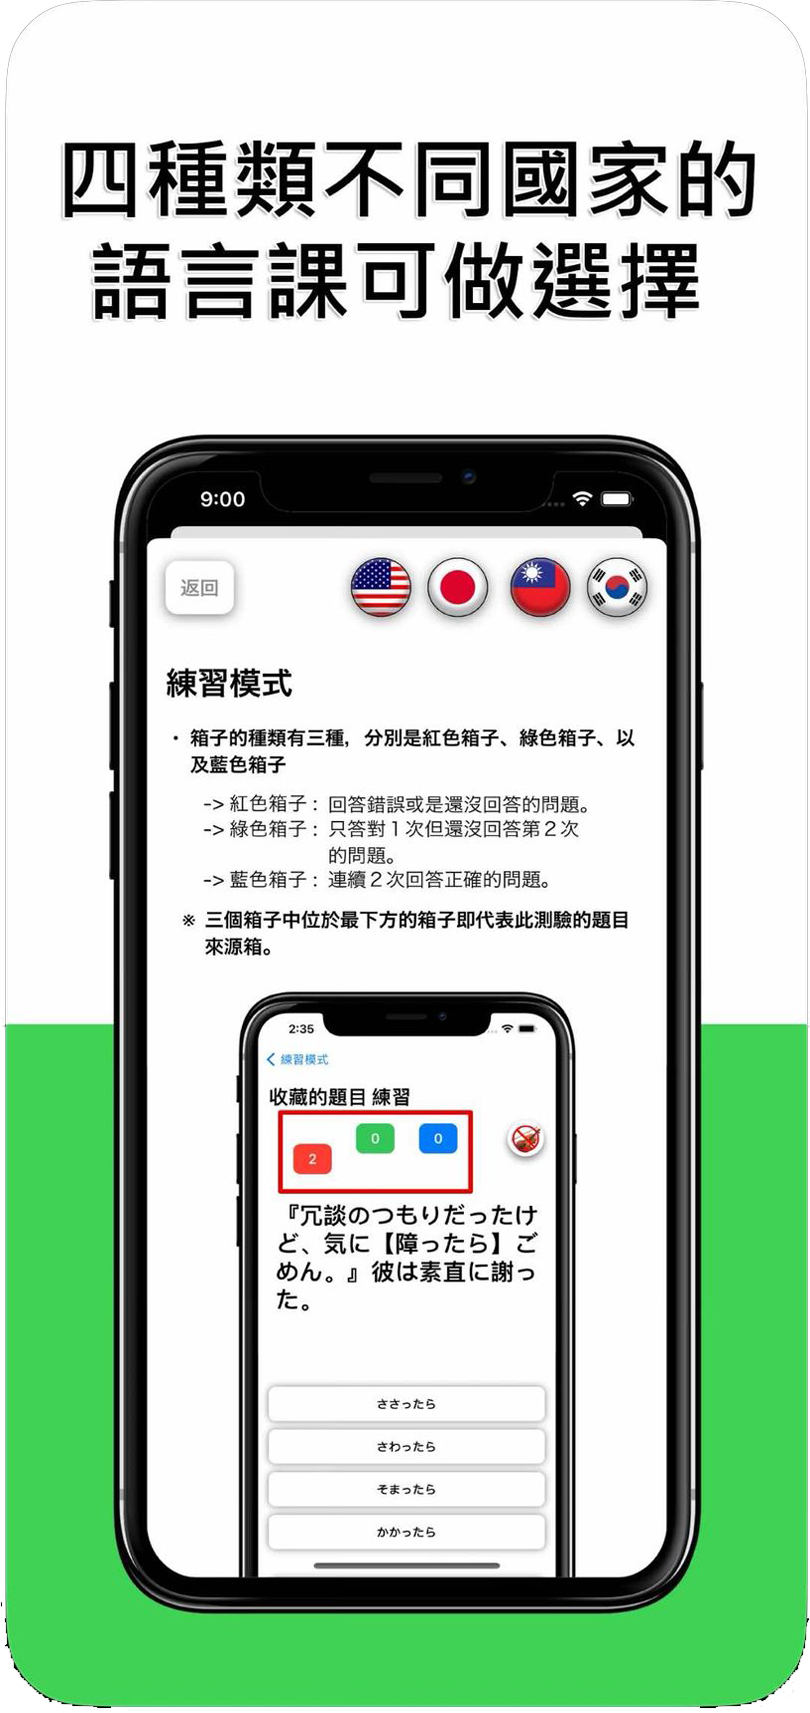 四種類不同國家的
語言課可做選擇
9:00
返回
練習模式
・箱子的種類有三種，分別是紅色箱子、綠色箱子、以
及藍色箱子
-> 紅色箱子： 回答錯誤或是還沒回答的問題。
-> 綠色箱子： 只答對１次但還沒回答第２次
的問題。
-> 藍色箱子： 連續２次回答正確的問題。
※ 三個箱子中位於最下方的箱子即代表此測驗的題目
來源箱。
2:35
練習模式
收藏的題目 練習
2 0 0
『冗談のつもりだったけ
ど、気に【障ったら】ご
めん。』彼は素直に謝っ
た。
ささったら
さわったら
そまったら
かかったら